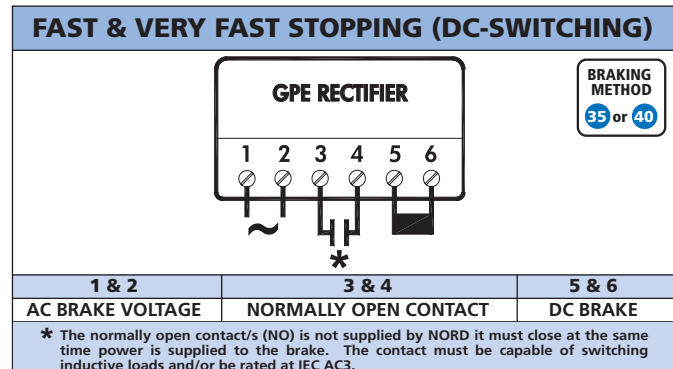 FAST & VERY FAST STOPPING (DC-SWITCHING)
GPE RECTIFIER
BRAKING
METHOD
35 or 40
1 2 3 4 5 6
~
*
1 & 2 3 & 4 5 & 6
AC BRAKE VOLTAGE NORMALLY OPEN CONTACT DC BRAKE
* The normally open contact/s (NO) is not supplied by NORD it must close at the same
time power is supplied to the brake. The contact must be capable of switching
inductive loads and/or be rated at IEC AC3.